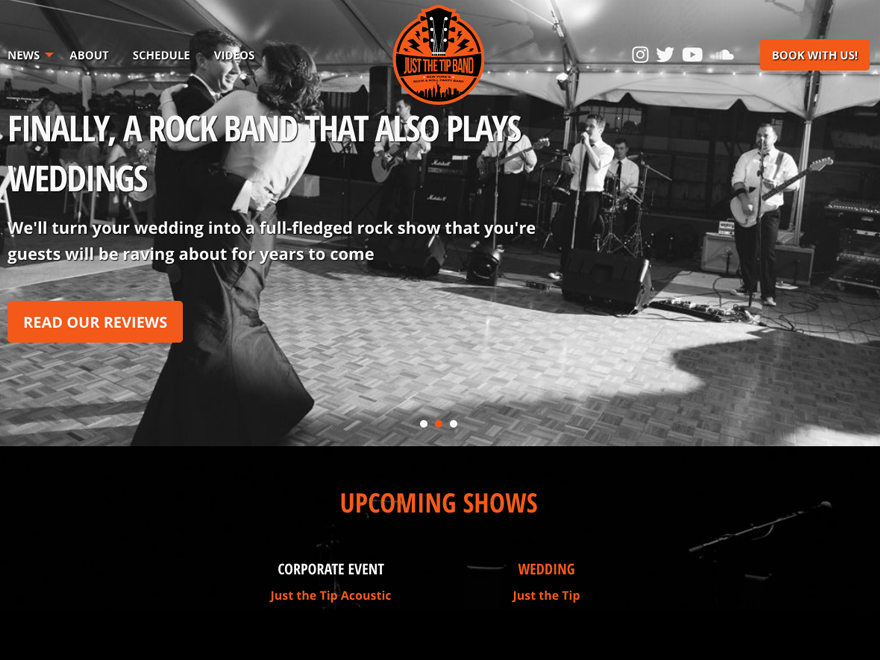 NEWS ABOUT SCHEDULE VIDEOS
JUST THE TIP BAND
BOOK WITH US!
FINALLY, A ROCK BAND THAT ALSO PLAYS
WEDDINGS
We'll turn your wedding into a full-fledged rock show that you're
guests will be raving about for years to come
READ OUR REVIEWS
UPCOMING SHOWS
CORPORATE EVENT
Just the Tip Acoustic
WEDDING
Just the Tip